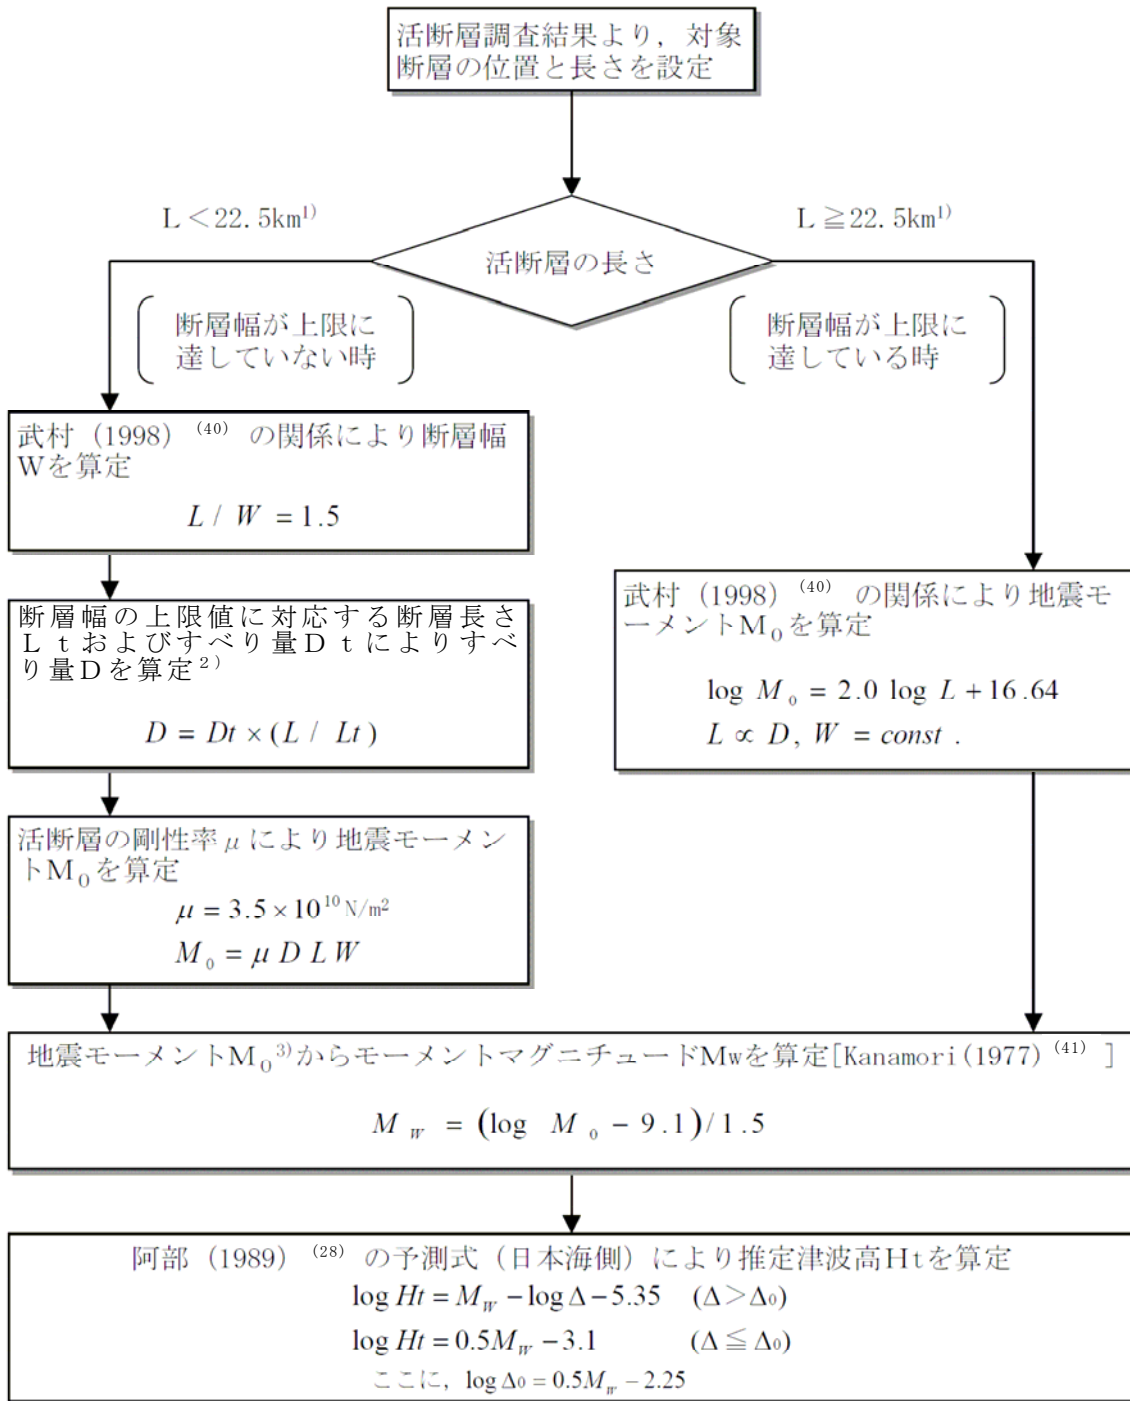 活断層調査結果より，対象
断層の位置と長さを設定
L＜22.5km1)
L≧22.5km1)
活断層の長さ
断層幅が上限に
達していない時
断層幅が上限に
達している時
武村（1998）(40) の関係により断層幅
Wを算定
L / W = 1.5
断層幅の上限値に対応する断層長さ
Ｌｔおよびすべり量Ｄｔによりすべ
り量Ｄを算定2)
D = Dt × (L / Lt)
活断層の剛性率μにより地震モーメン
トM0を算定
μ = 3.5×10^10 N/m2
M0 = μ D L W
武村（1998）(40) の関係により地震モ
ーメントM0を算定
log M0 = 2.0 log L + 16.64
L ∝ D, W = const .
地震モーメントM0 3)からモーメントマグニチュードMwを算定[Kanamori(1977)(41) ]
MW = (log M0 − 9.1)/1.5
阿部（1989）(28) の予測式（日本海側）により推定津波高Htを算定
log Ht = MW − log Δ − 5.35 (Δ＞Δ0)
log Ht = 0.5MW − 3.1 (Δ≦Δ0)
ここに，log Δ0 = 0.5MW − 2.25